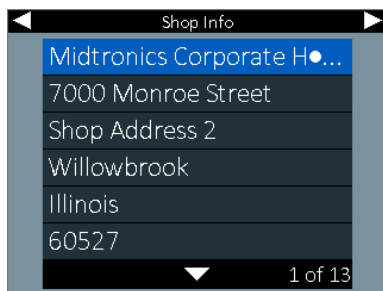 Shop Info
Midtronics Corporate H●...
7000 Monroe Street
Shop Address 2
Willowbrook
Illinois
60527
1 of 13